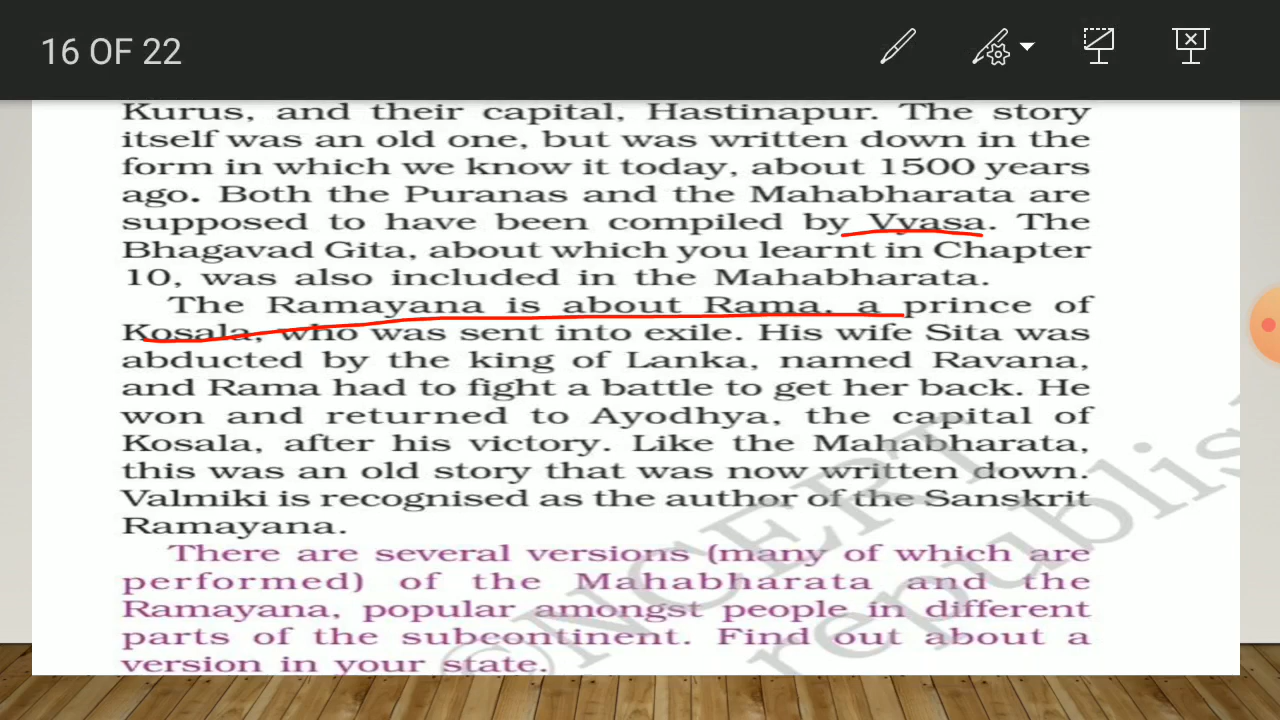 16 OF 22
Kurus, and their capital, Hastinapur. The story
itself was an old one, but was written down in the
form in which we know it today, about 1500 years
ago. Both the Puranas and the Mahabharata are
supposed to have been compiled by Vyasa. The
Bhagavad Gita, about which you learnt in Chapter
10, was also included in the Mahabharata.
The Ramayana is about Rama, a prince of
Kosala, who was sent into exile. His wife Sita was
abducted by the king of Lanka, named Ravana,
and Rama had to fight a battle to get her back. He
won and returned to Ayodhya, the capital of
Kosala, after his victory. Like the Mahabharata,
this was an old story that was now written down.
Valmiki is recognised as the author of the Sanskrit
Ramayana.
There are several versions (many of which are
performed) of the Mahabharata and the
Ramayana, popular amongst people in different
parts of the subcontinent. Find out about a
version in your state.
©NCERT
republis